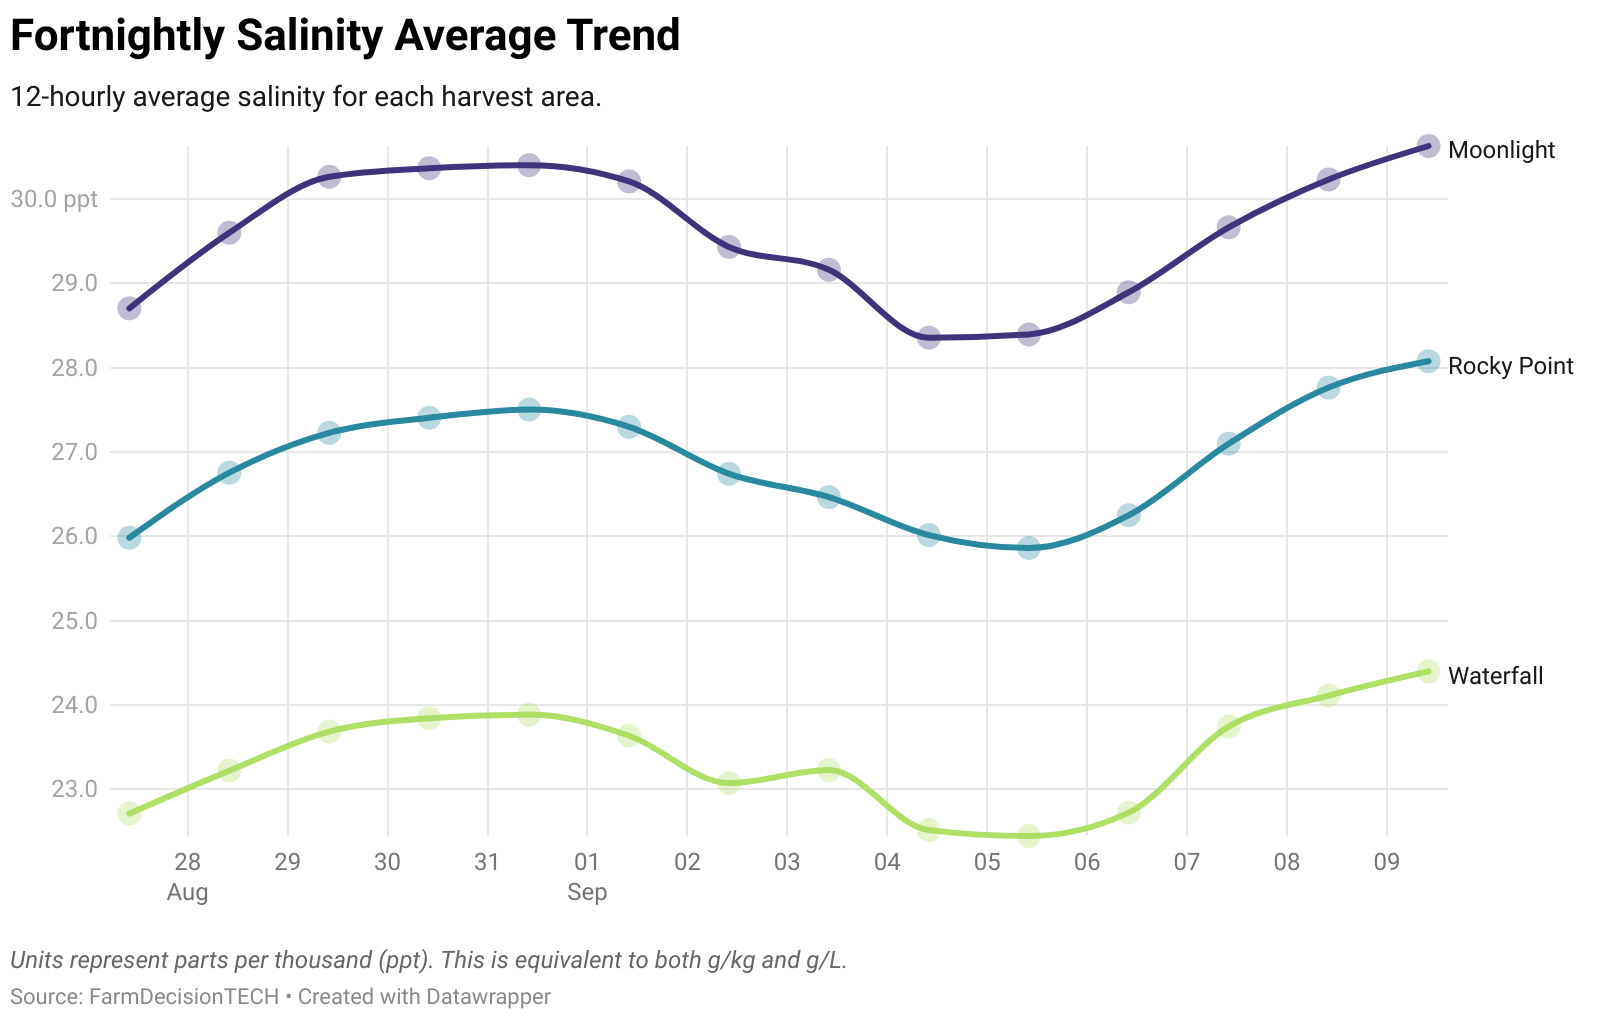 Fortnightly Salinity Average Trend
12-hourly average salinity for each harvest area.
Moonlight
30.0 ppt
29.0
28.0
Rocky Point
27.0
26.0
25.0
Waterfall
24.0
23.0
28 29 30 31 01 02 03 04 05 06 07 08 09
Aug Sep
Units represent parts per thousand (ppt). This is equivalent to both g/kg and g/L.
Source: FarmDecisionTECH • Created with Datawrapper